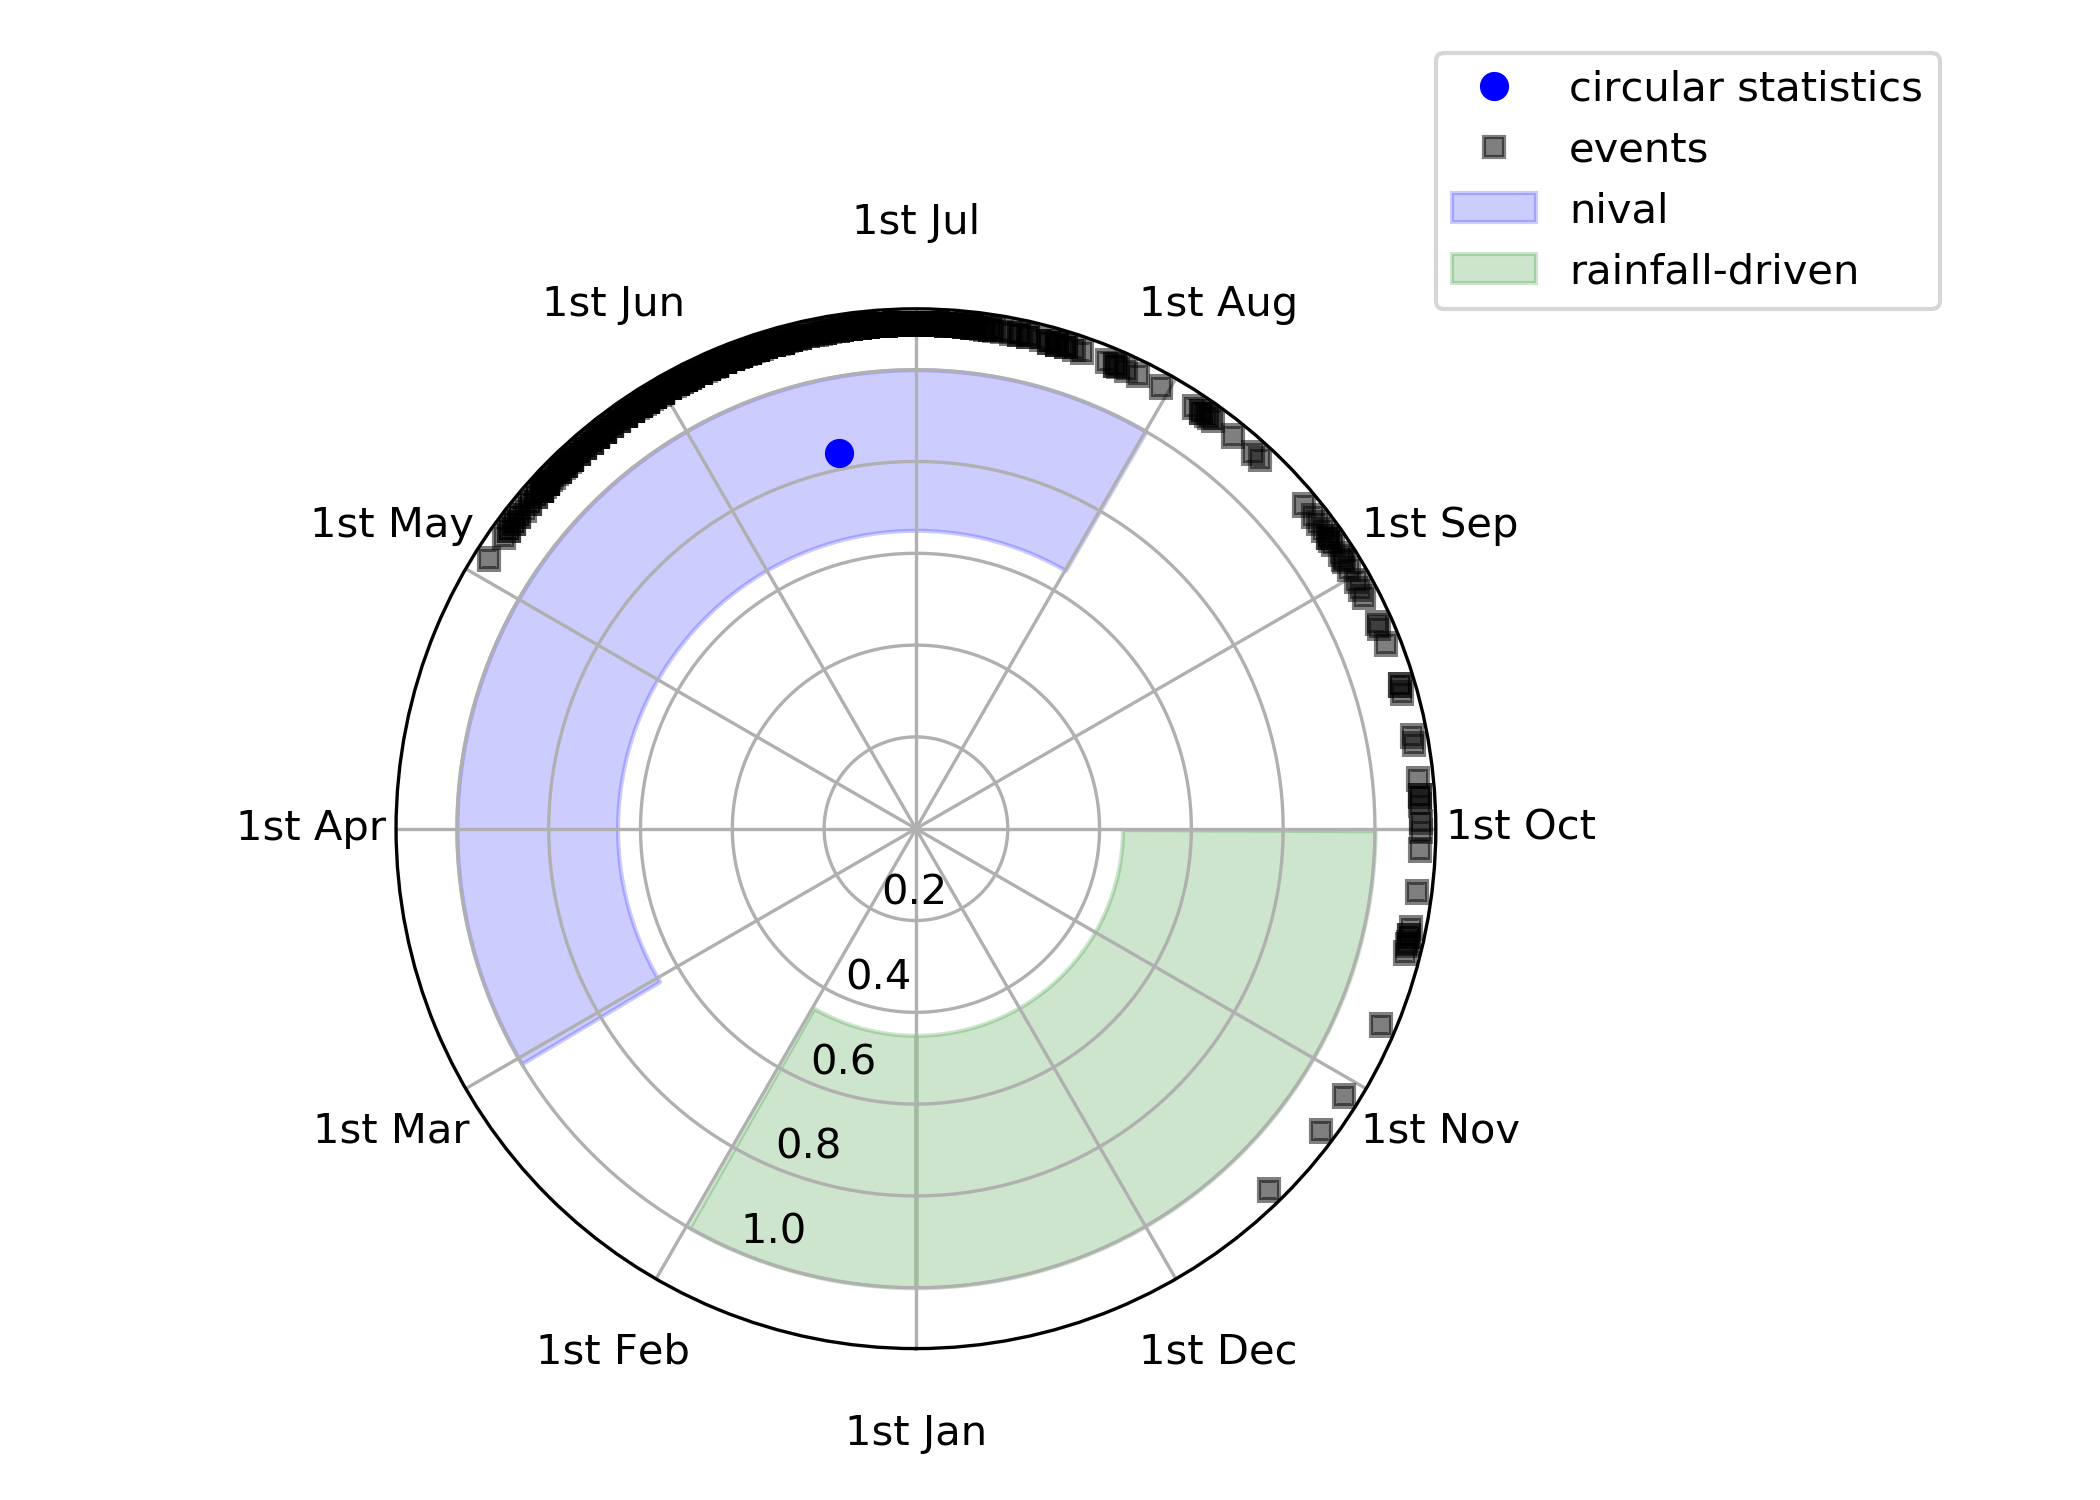 circular statistics
events
nival
rainfall-driven
1st Jul
1st Jun
1st Aug
1st May
1st Sep
1st Apr
1st Oct
0.2
0.4
0.6
0.8
1.0
1st Mar
1st Nov
1st Feb
1st Dec
1st Jan